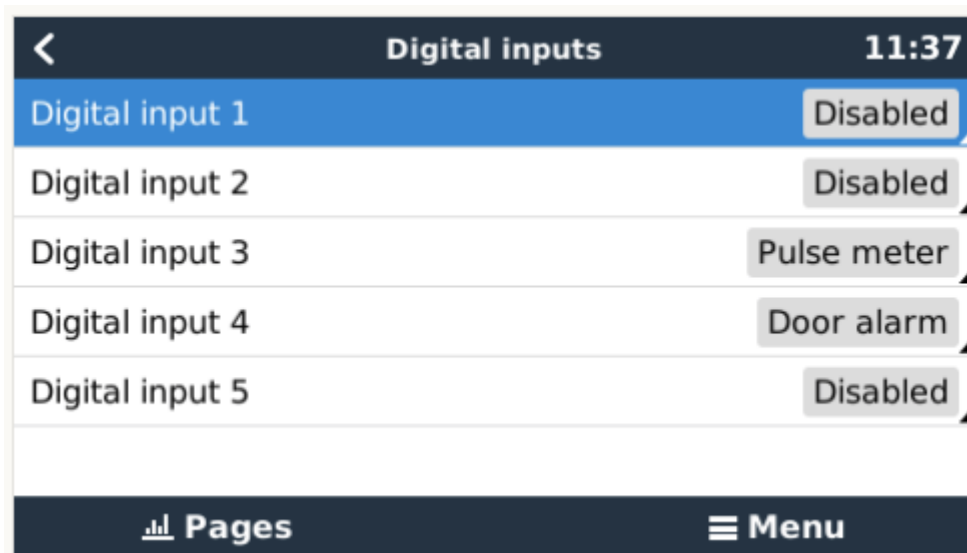 Digital inputs 11:37
Digital input 1 Disabled
Digital input 2 Disabled
Digital input 3 Pulse meter
Digital input 4 Door alarm
Digital input 5 Disabled
Pages Menu